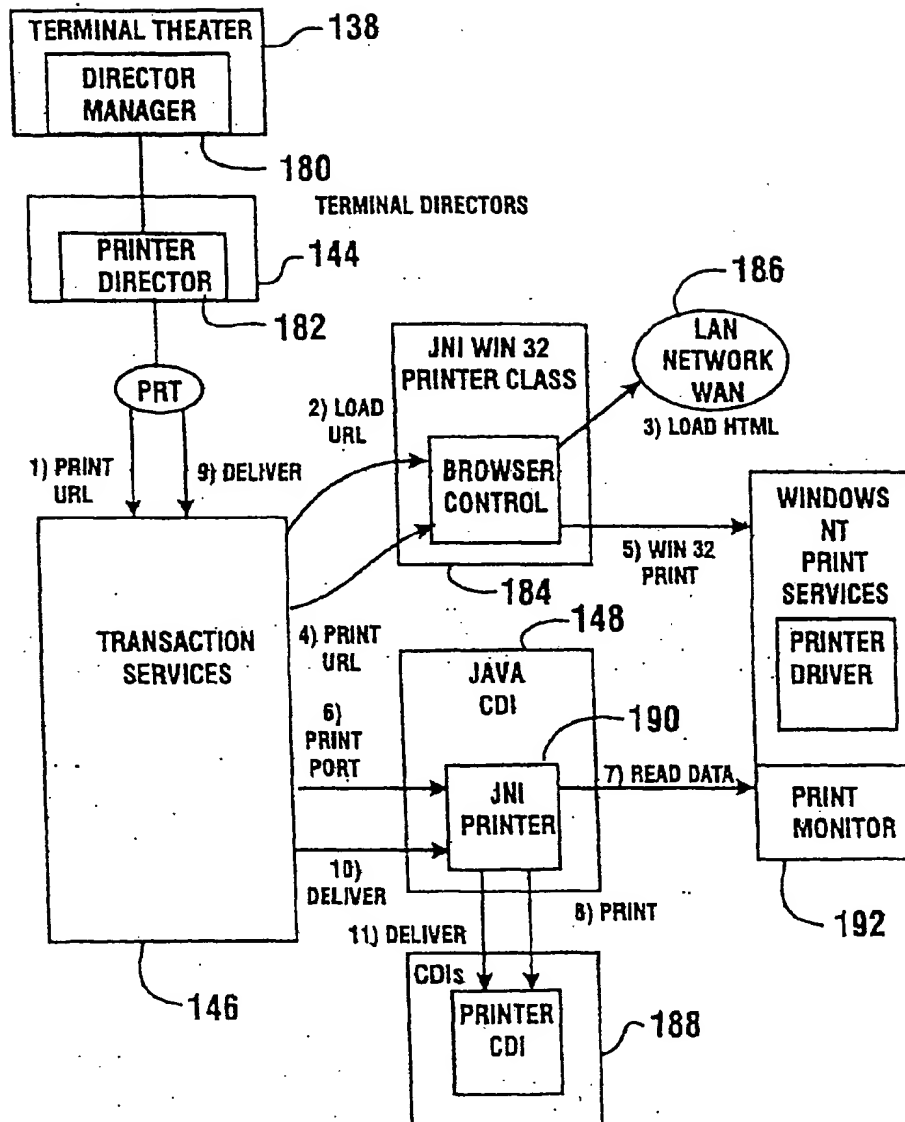 TERMINAL THEATER
138
DIRECTOR
MANAGER
180
TERMINAL DIRECTORS
PRINTER
DIRECTOR
144
182
186
LAN
NETWORK
WAN
JNI WIN 32
PRINTER CLASS
PRT
2) LOAD
URL
3) LOAD HTML
1) PRINT
URL
9) DELIVER
BROWSER
CONTROL
WINDOWS
NT
PRINT
SERVICES
5) WIN 32
PRINT
184
TRANSACTION
SERVICES
4) PRINT
URL
148
PRINTER
DRIVER
JAVA
CDI
6)
PRINT
PORT
190
7) READ DATA
JNI
PRINTER
PRINT
MONITOR
10)
DELIVER
8) PRINT
11) DELIVER
192
CDIs
146
PRINTER
CDI
188